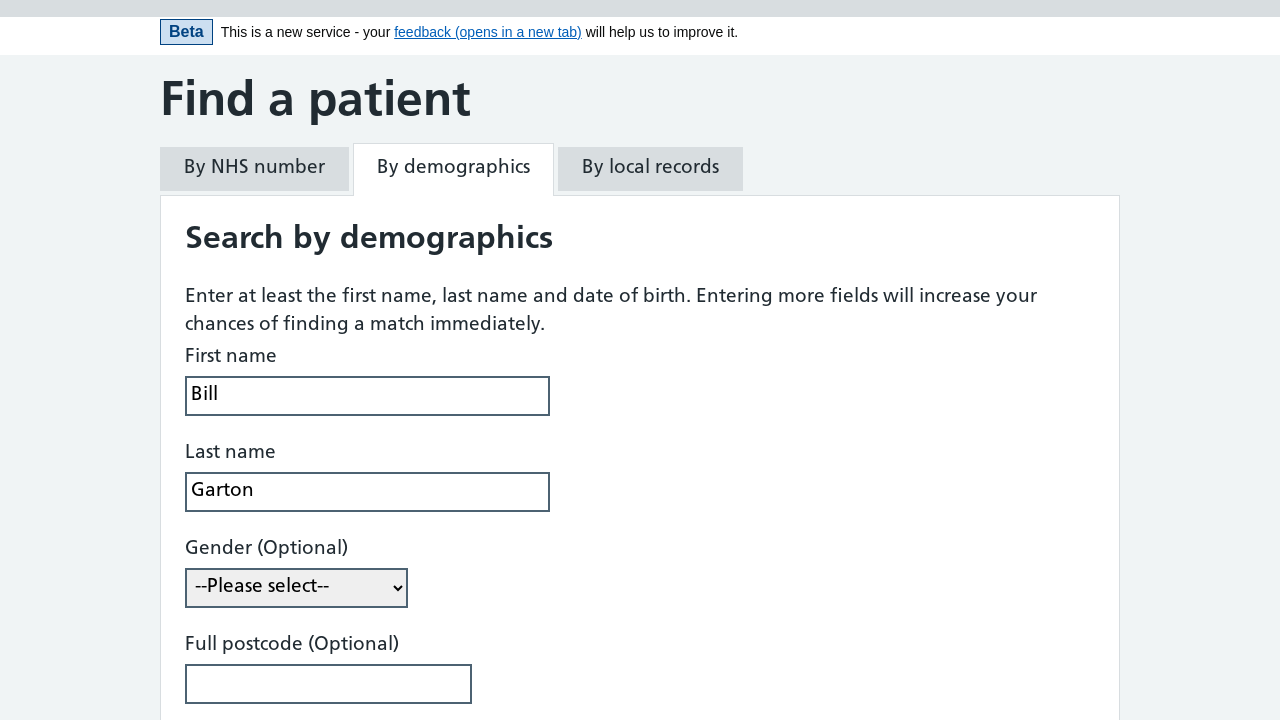 Beta This is a new service - your feedback (opens in a new tab) will help us to improve it.
Find a patient
By NHS number By demographics By local records
Search by demographics
Enter at least the first name, last name and date of birth. Entering more fields will increase your
chances of finding a match immediately.
First name
Bill
Last name
Garton
Gender (Optional)
--Please select--
Full postcode (Optional)